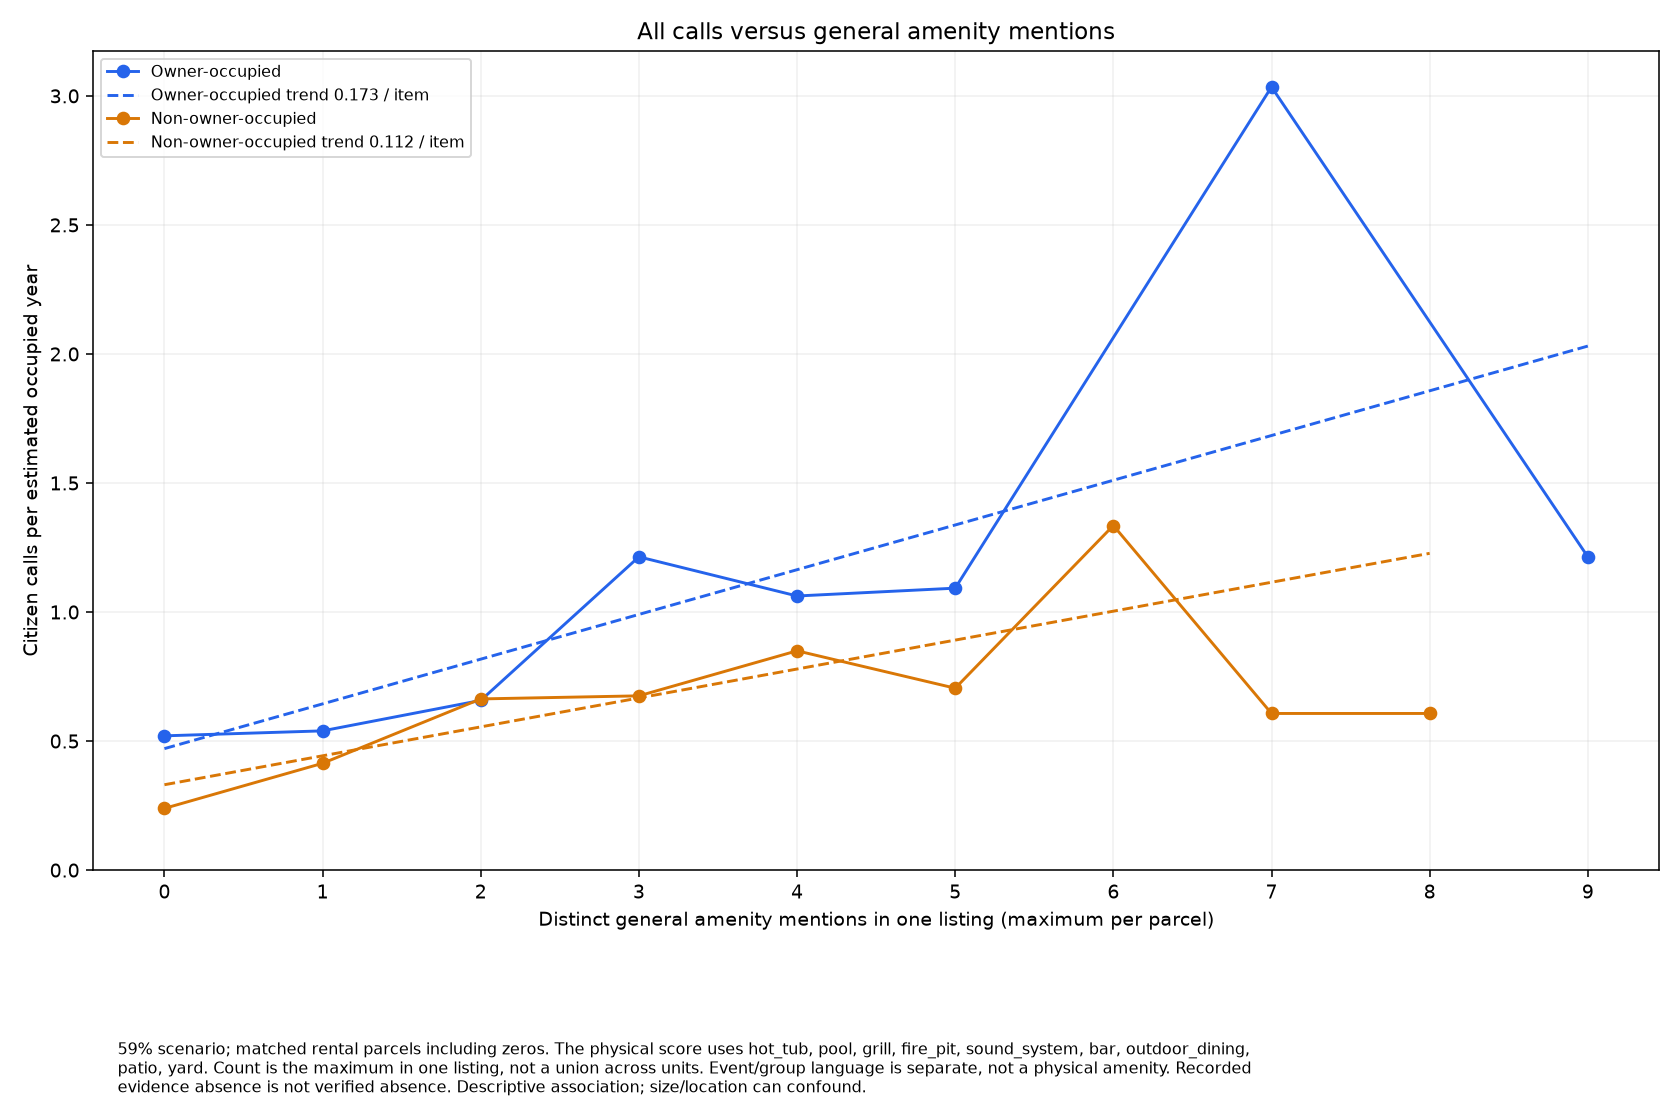 All calls versus general amenity mentions
Owner-occupied
Owner-occupied trend 0.173 / item
Non-owner-occupied
Non-owner-occupied trend 0.112 / item
Citizen calls per estimated occupied year
3.0
2.5
2.0
1.5
1.0
0.5
0.0
0 1 2 3 4 5 6 7 8 9
Distinct general amenity mentions in one listing (maximum per parcel)
59% scenario; matched rental parcels including zeros. The physical score uses hot_tub, pool, grill, fire_pit, sound_system, bar, outdoor_dining,
patio, yard. Count is the maximum in one listing, not a union across units. Event/group language is separate, not a physical amenity. Recorded
evidence absence is not verified absence. Descriptive association; size/location can confound.